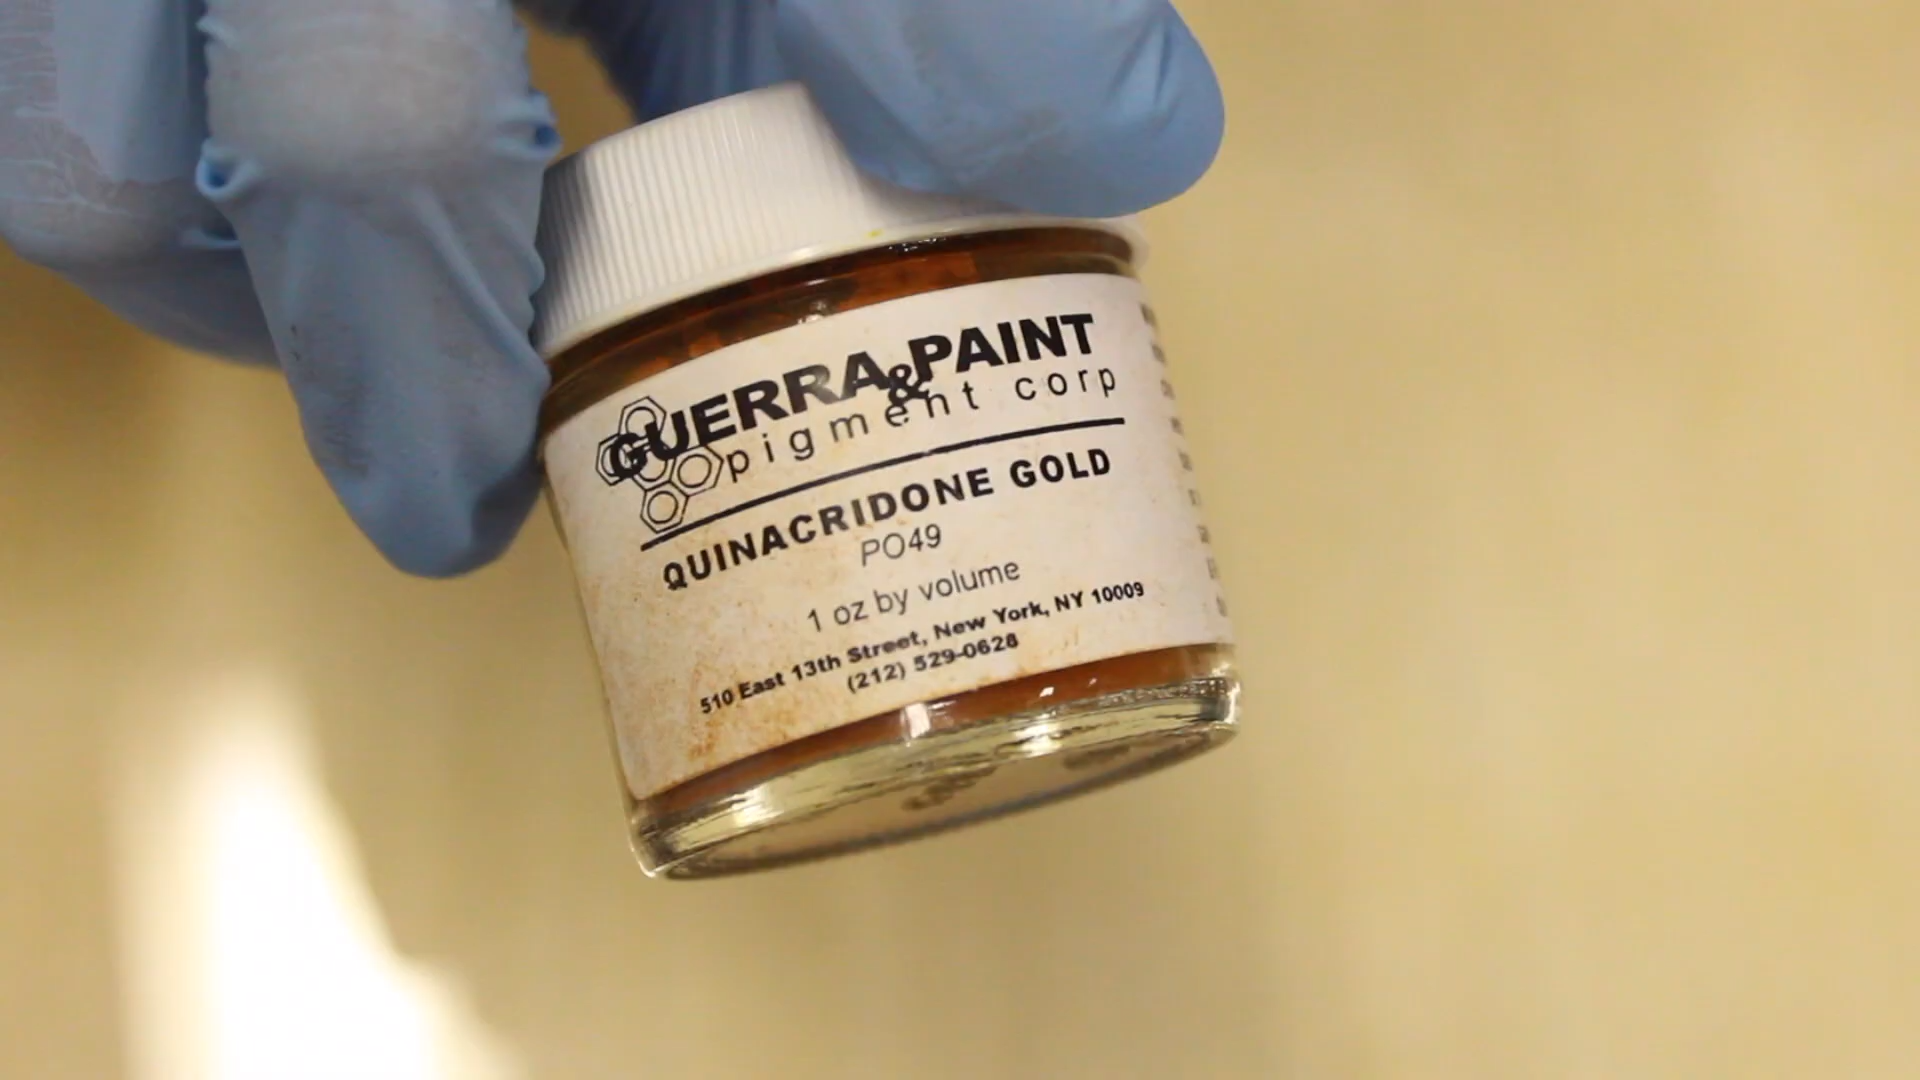 GUERRA & PAINT
pigment corp
QUINACRIDONE GOLD
PO49
1 oz by volume
510 East 13th Street, New York, NY 10009
(212) 529-0628